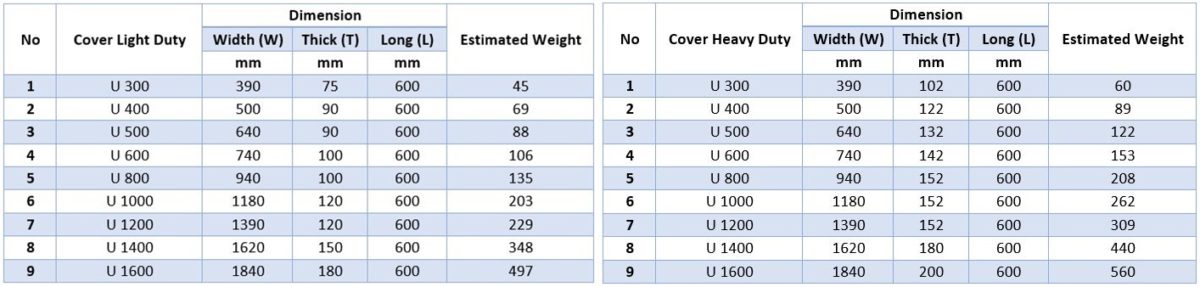 Dimension
No Cover Light Duty Width (W) Thick (T) Long (L) Estimated Weight
mm mm mm
1 U 300 390 75 600 45
2 U 400 500 90 600 69
3 U 500 640 90 600 88
4 U 600 740 100 600 106
5 U 800 940 100 600 135
6 U 1000 1180 120 600 203
7 U 1200 1390 120 600 229
8 U 1400 1620 150 600 348
9 U 1600 1840 180 600 497
Dimension
No Cover Heavy Duty Width (W) Thick (T) Long (L) Estimated Weight
mm mm mm
1 U 300 390 102 600 60
2 U 400 500 122 600 89
3 U 500 640 132 600 122
4 U 600 740 142 600 153
5 U 800 940 152 600 208
6 U 1000 1180 152 600 262
7 U 1200 1390 152 600 309
8 U 1400 1620 180 600 440
9 U 1600 1840 200 600 560